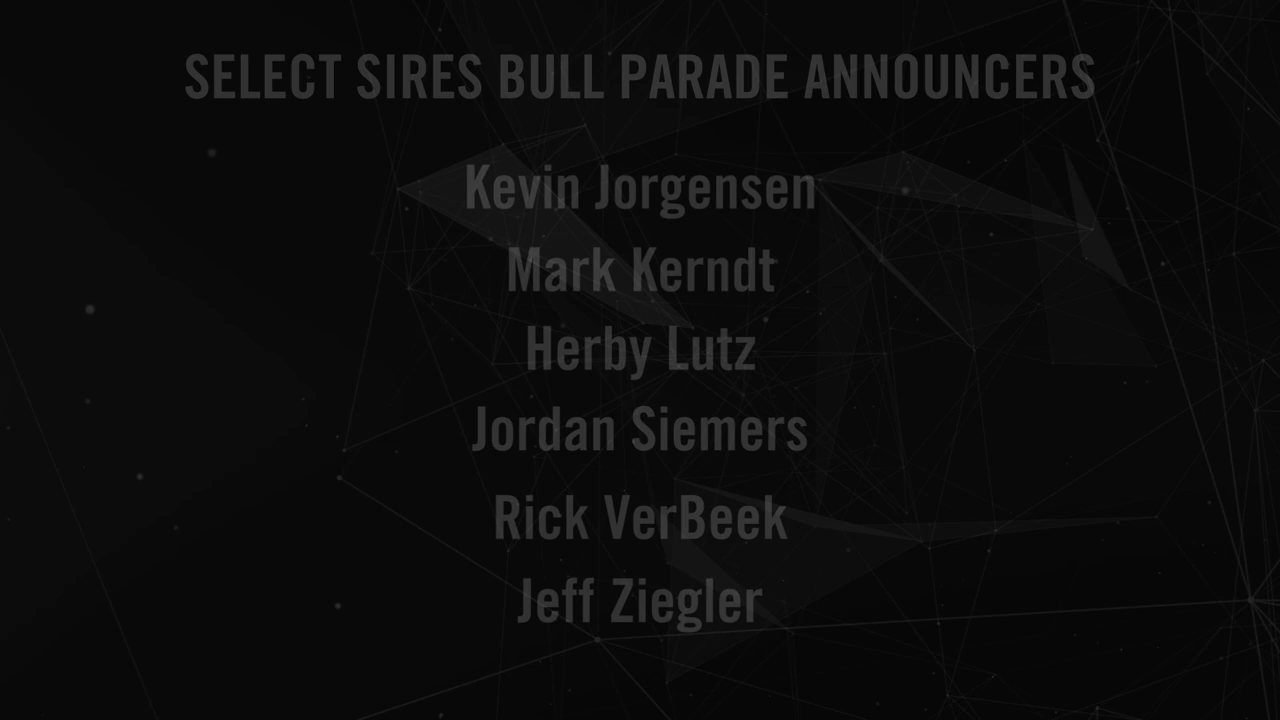 SELECT SIRES BULL PARADE ANNOUNCERS
Kevin Jorgensen
Mark Kerndt
Herby Lutz
Jordan Siemers
Rick VerBeek
Jeff Ziegler